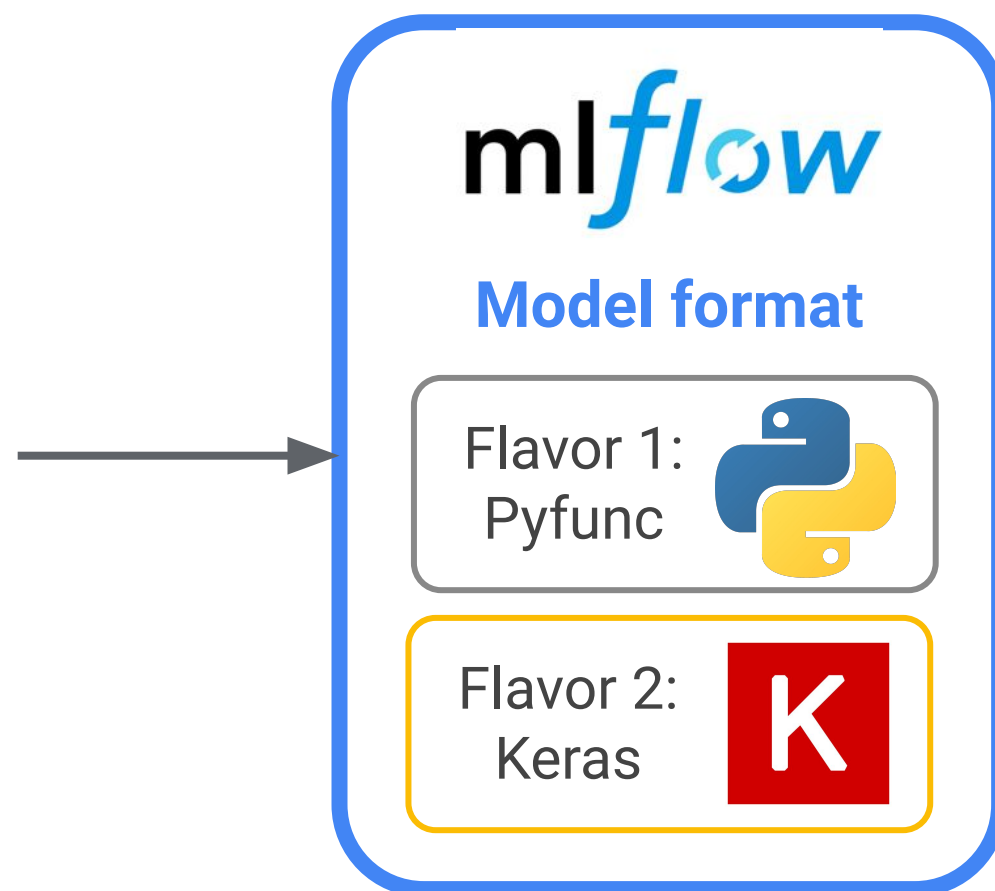 mlflow
Model format
Flavor 1:
Pyfunc
Flavor 2:
Keras
K